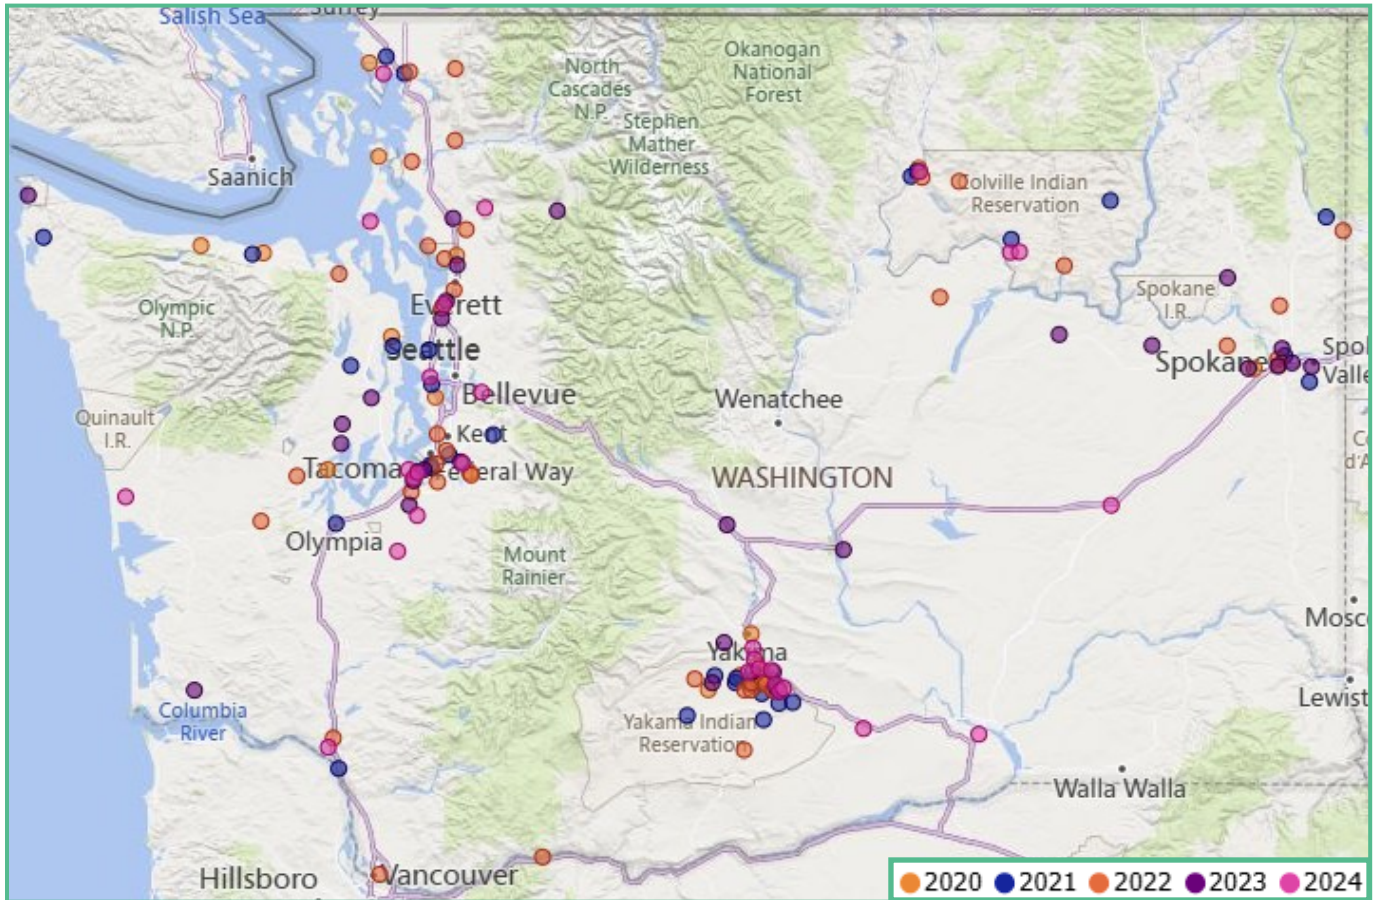 Salish Sea
Surrey
North
Cascades
N.P.
Okanogan
National
Forest
Stephen
Mather
Wilderness
Saanich
Colville Indian
Reservation
Olympic
N.P.
Everett
Spokane
I.R.
Seattle
Spokane
Spok
Valle
Bellevue
Wenatchee
Quinault
I.R.
Kent
Tacoma
Federal Way
WASHINGTON
Olympia
Mount
Rainier
Mosc
Yakima
Columbia
River
Yakama Indian
Reservation
Lewist
Walla Walla
Hillsboro
Vancouver
2020 2021 2022 2023 2024